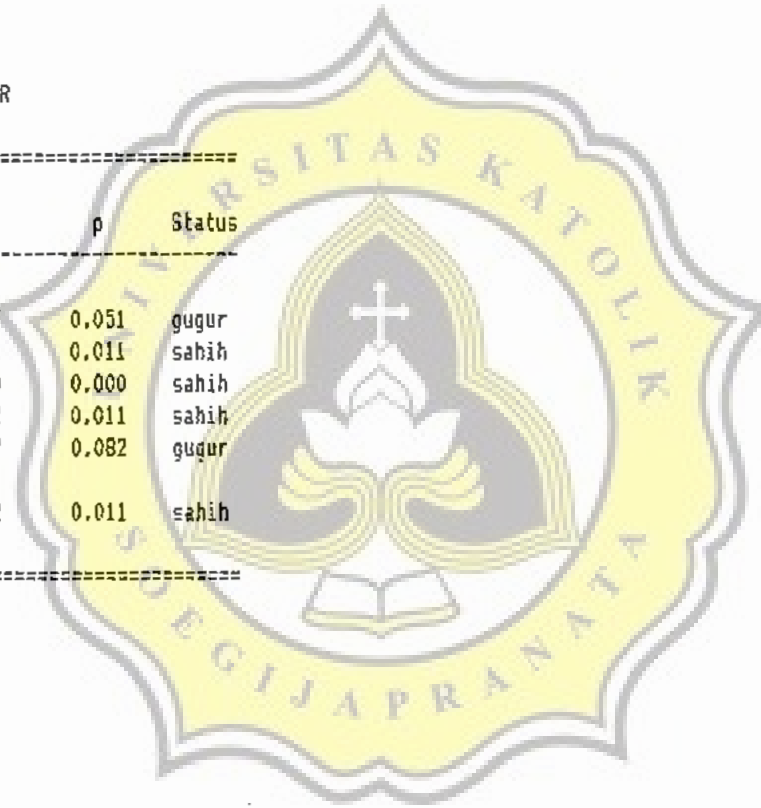 R
p Status
0.051 gugur
0.011 sahih
0.000 sahih
0.011 sahih
0.082 gugur
0.011 sahih
UNIVERSITAS KATOLIK
SOEGIJAPRANATA